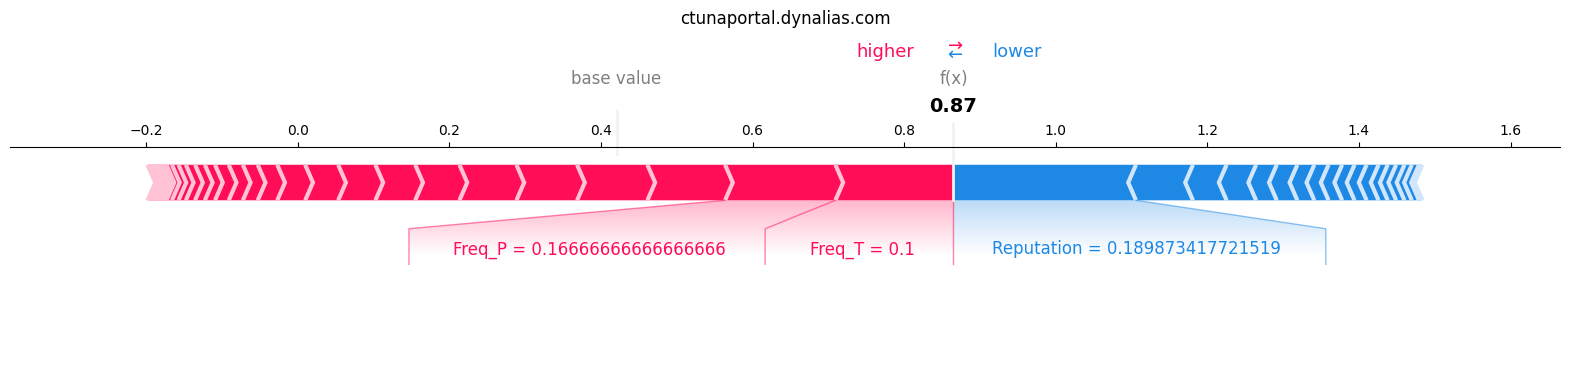 ctunaportal.dynalias.com
higher ⇄ lower
base value f(x)
0.87
−0.2 0.0 0.2 0.4 0.6 0.8 1.0 1.2 1.4 1.6
Freq_P = 0.16666666666666666 Freq_T = 0.1 Reputation = 0.189873417721519